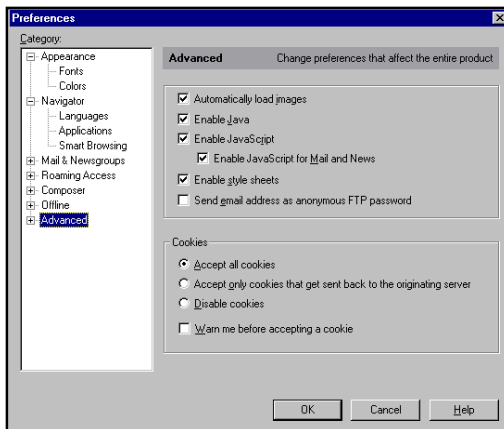 Preferences
Category:
Appearance
Fonts
Colors
Navigator
Languages
Applications
Smart Browsing
Mail & Newsgroups
Roaming Access
Composer
Offline
Advanced
Advanced Change preferences that affect the entire product
Automatically load images
Enable Java
Enable JavaScript
Enable JavaScript for Mail and News
Enable style sheets
Send email address as anonymous FTP password
Cookies
Accept all cookies
Accept only cookies that get sent back to the originating server
Disable cookies
Warn me before accepting a cookie
OK Cancel Help